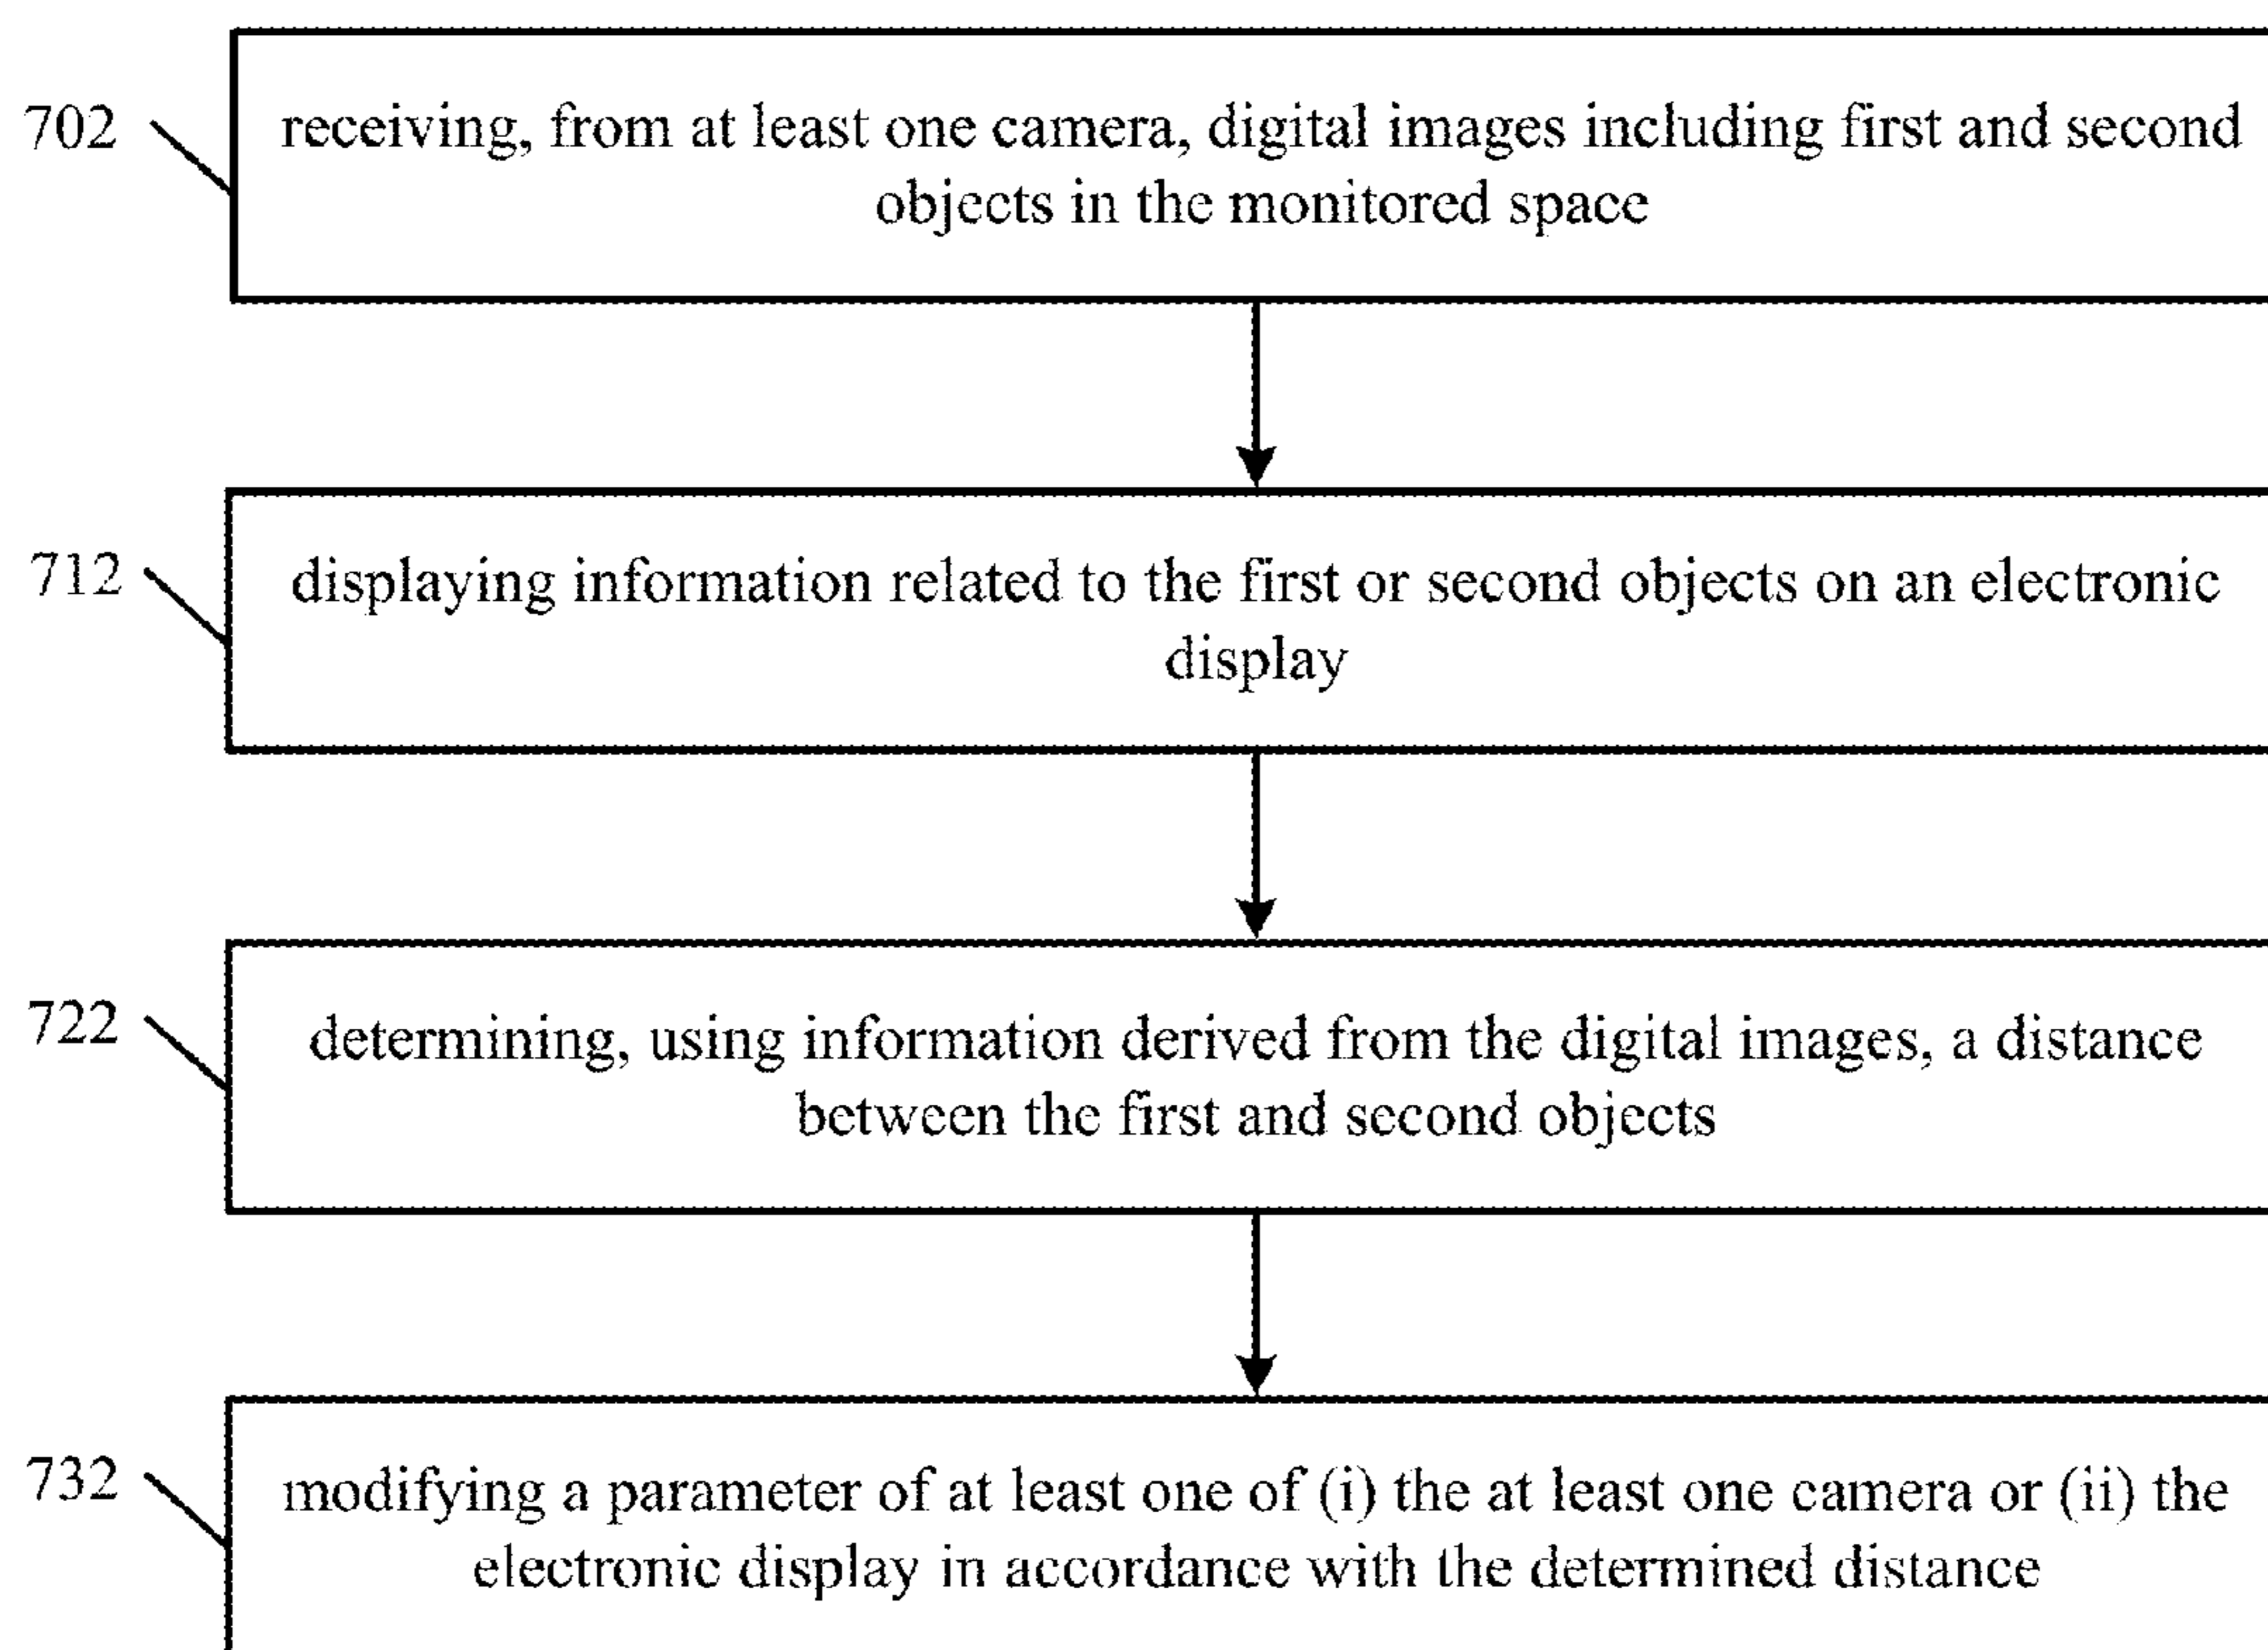 702
receiving, from at least one camera, digital images including first and second
objects in the monitored space
712
displaying information related to the first or second objects on an electronic
display
722
determining, using information derived from the digital images, a distance
between the first and second objects
732
modifying a parameter of at least one of (i) the at least one camera or (ii) the
electronic display in accordance with the determined distance